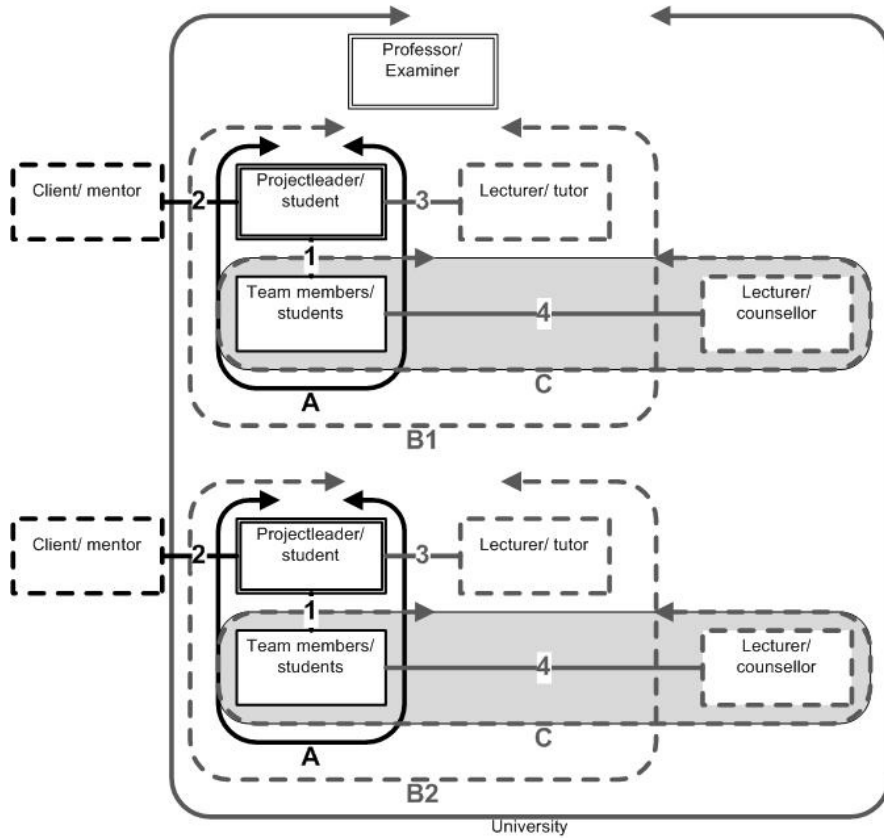 Professor/
Examiner
Client/ mentor
2
Projectleader/
student
3
Lecturer/ tutor
1
Team members/
students
4
Lecturer/
counsellor
A
C
B1
Client/ mentor
2
Projectleader/
student
3
Lecturer/ tutor
1
Team members/
students
4
Lecturer/
counsellor
A
C
B2
University